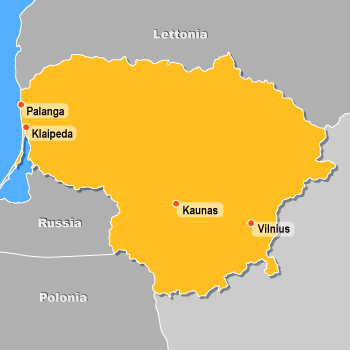 Lettonia
Palanga
Klaipeda
Kaunas
Russia
Vilnius
Polonia